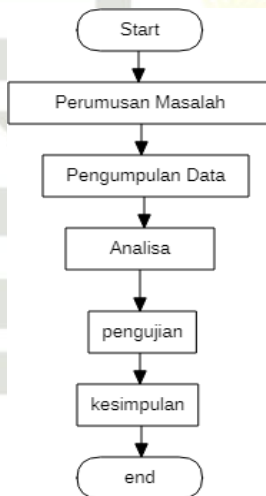 Start
Perumusan Masalah
Pengumpulan Data
Analisa
pengujian
kesimpulan
end